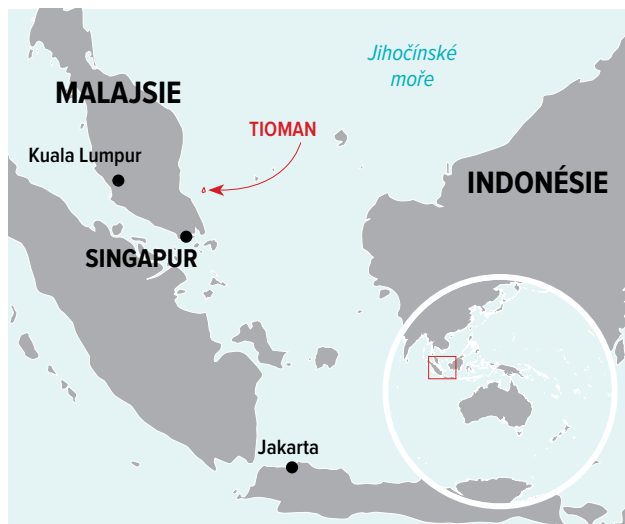 Jihočínské
moře
MALAJSIE
TIOMAN
Kuala Lumpur
INDONÉSIE
SINGAPUR
Jakarta